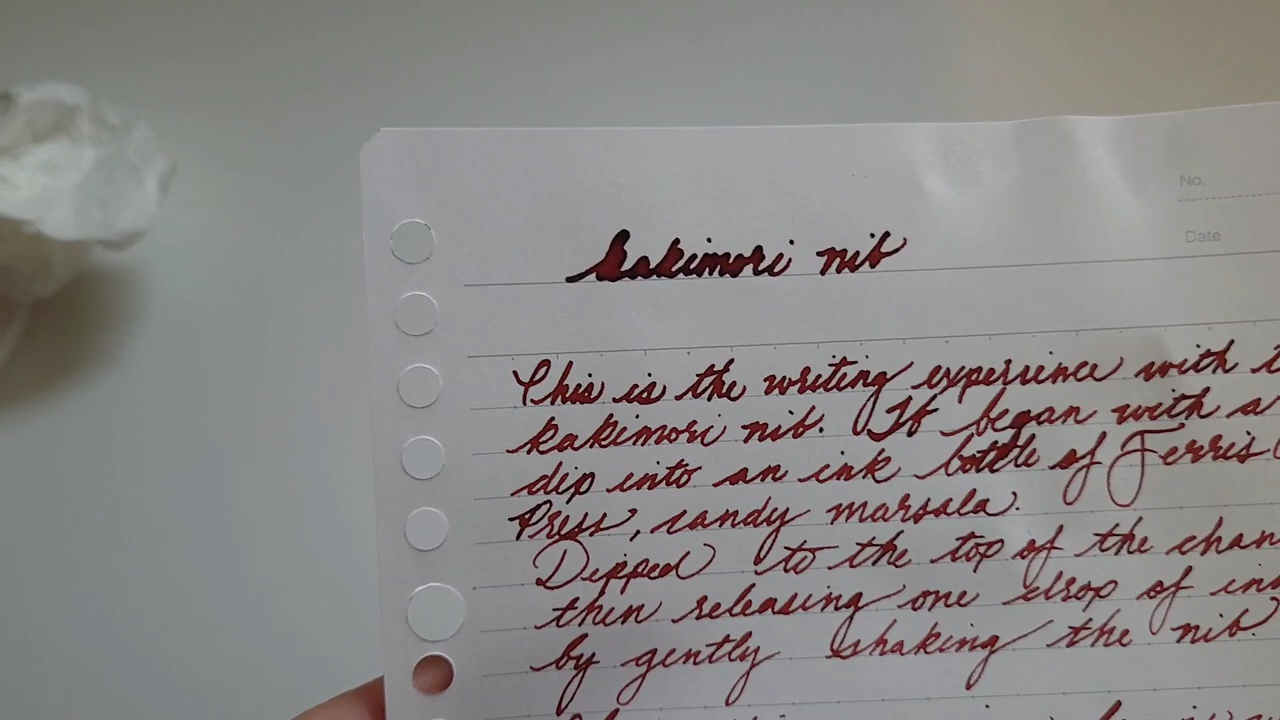 No.
Date
kakimori nib
This is the writing experience with
kakimori nib. It began with a
dip into an ink bottle of Ferris
Press, candy marsala.
Dipped to the top of the
then releasing one drop of
by gently shaking the nib.